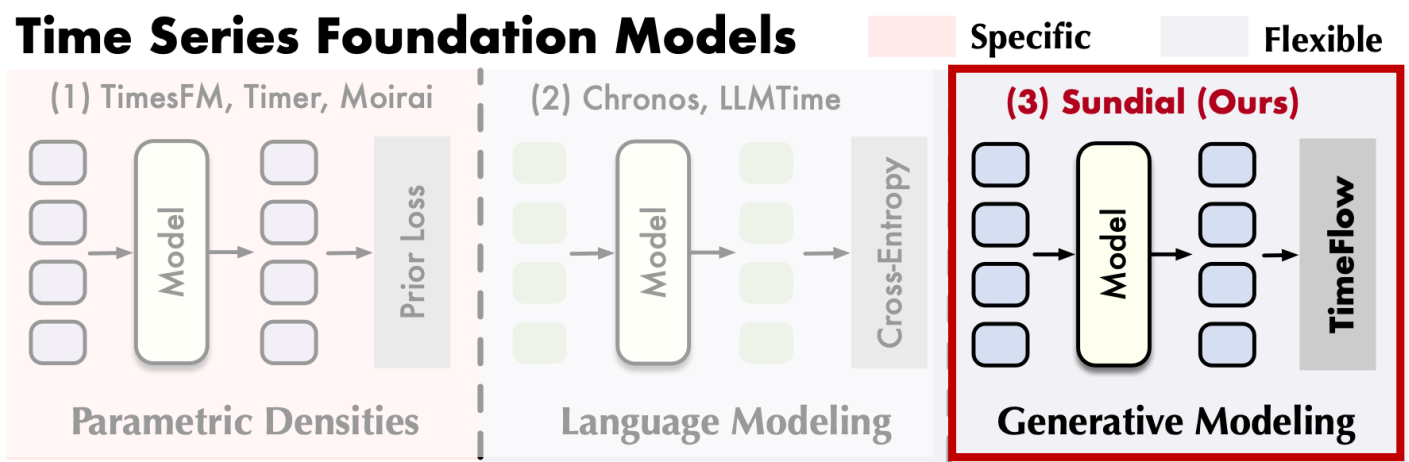 Time Series Foundation Models
Specific
Flexible
(1) TimesFM, Timer, Moirai
Model
Prior Loss
Parametric Densities
(2) Chronos, LLMTime
Model
Cross-Entropy
Language Modeling
(3) Sundial (Ours)
Model
TimeFlow
Generative Modeling